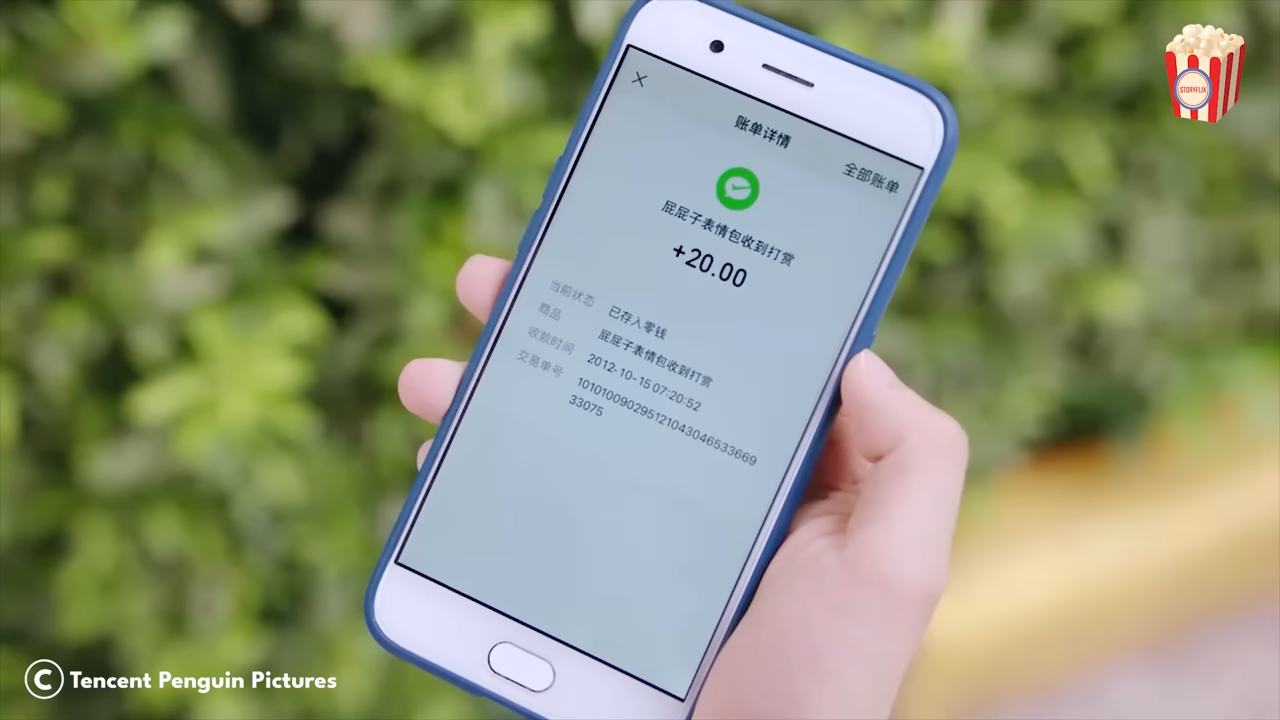 STORYFLIX
账单详情
全部账单
屁屁子表情包收到打赏
+20.00
当前状态 已存入零钱
商品 屁屁子表情包收到打赏
收款时间 2012-10-15 07:20:52
交易单号 101010090295121043046533669
33075
© Tencent Penguin Pictures